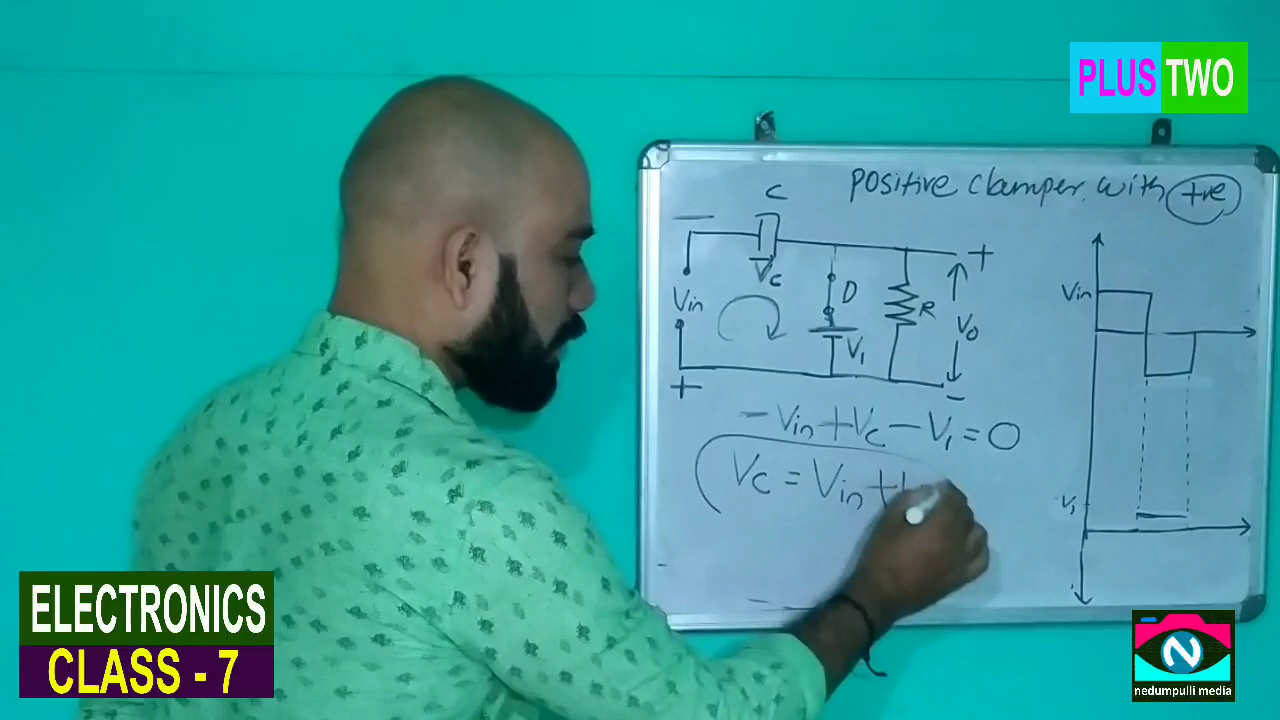 PLUS TWO
positive clamper with +ve
C
Vc
Vin
D
V1
R
V0
+
-
+
-
Vin
V1
-Vin+Vc-V1=0
Vc=Vin+
ELECTRONICS
CLASS - 7
N
nedumpulli media